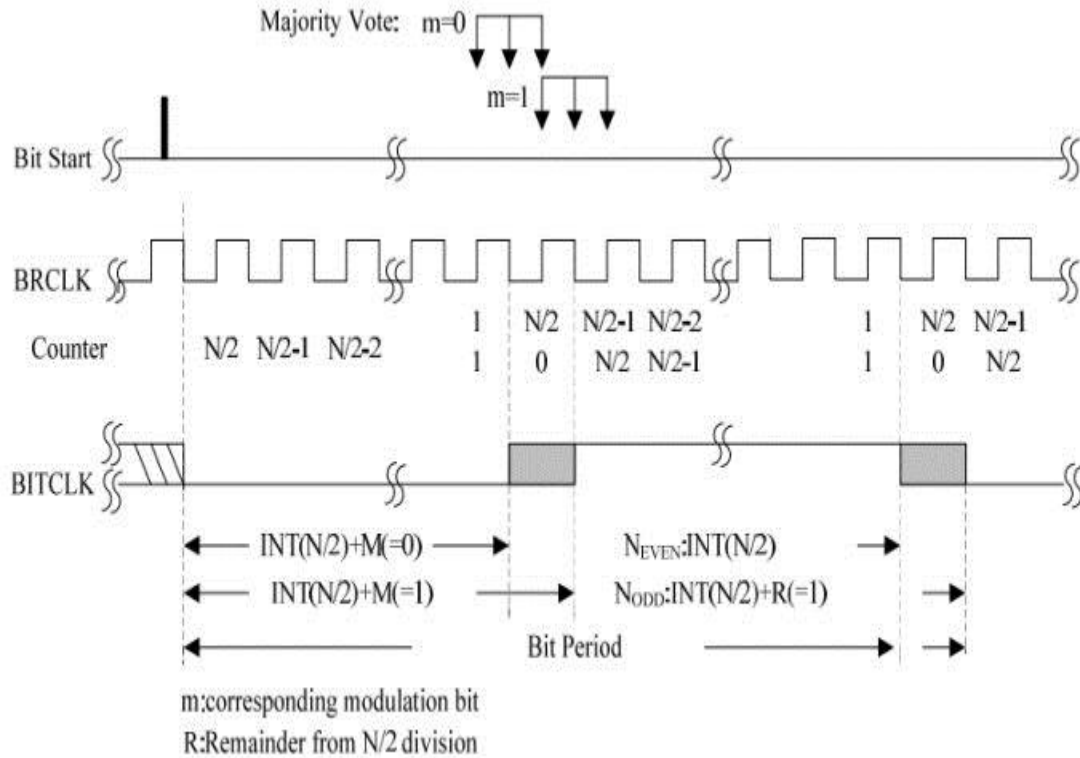 Majority Vote: m=0
m=1
Bit Start
BRCLK
Counter
N/2 N/2-1 N/2-2
1 N/2 N/2-1 N/2-2
1 0 N/2 N/2-1
1 N/2 N/2-1
1 0 N/2
BITCLK
INT(N/2)+M(=0)
NEVEN:INT(N/2)
INT(N/2)+M(=1)
NODD:INT(N/2)+R(=1)
Bit Period
m:corresponding modulation bit
R:Remainder from N/2 division